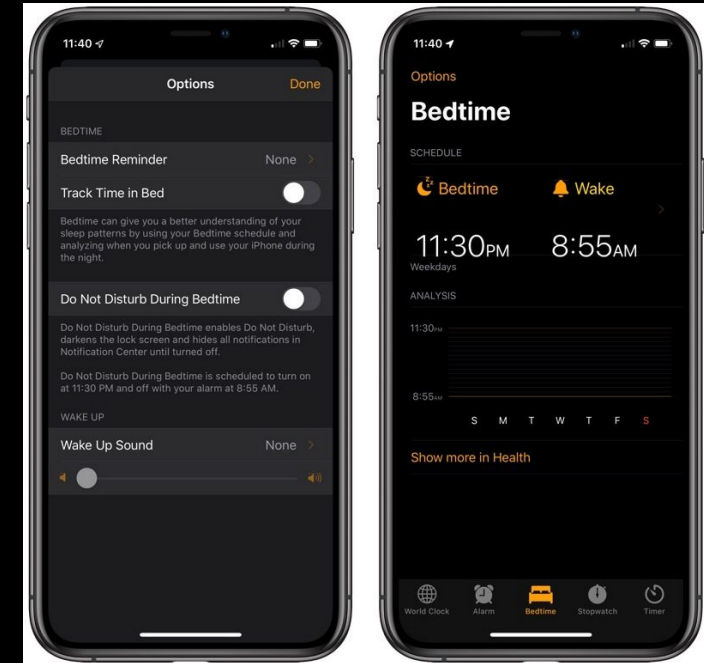 11:40
Options
Done
BEDTIME
Bedtime Reminder
None
Track Time in Bed
Bedtime can give you a better understanding of your
sleep patterns by using your Bedtime schedule and
analyzing when you pick up and use your iPhone during
the night.
Do Not Disturb During Bedtime
Do Not Disturb During Bedtime enables Do Not Disturb,
darkens the lock screen and hides all notifications in
Notification Center until turned off.
Do Not Disturb During Bedtime is scheduled to turn on
at 11:30 PM and off with your alarm at 8:55 AM.
WAKE UP
Wake Up Sound
None
11:40
Options
Bedtime
SCHEDULE
Bedtime
Wake
11:30PM
8:55AM
Weekdays
ANALYSIS
11:30PM
8:55AM
S M T W T F S
Show more in Health
World Clock
Alarm
Bedtime
Stopwatch
Timer